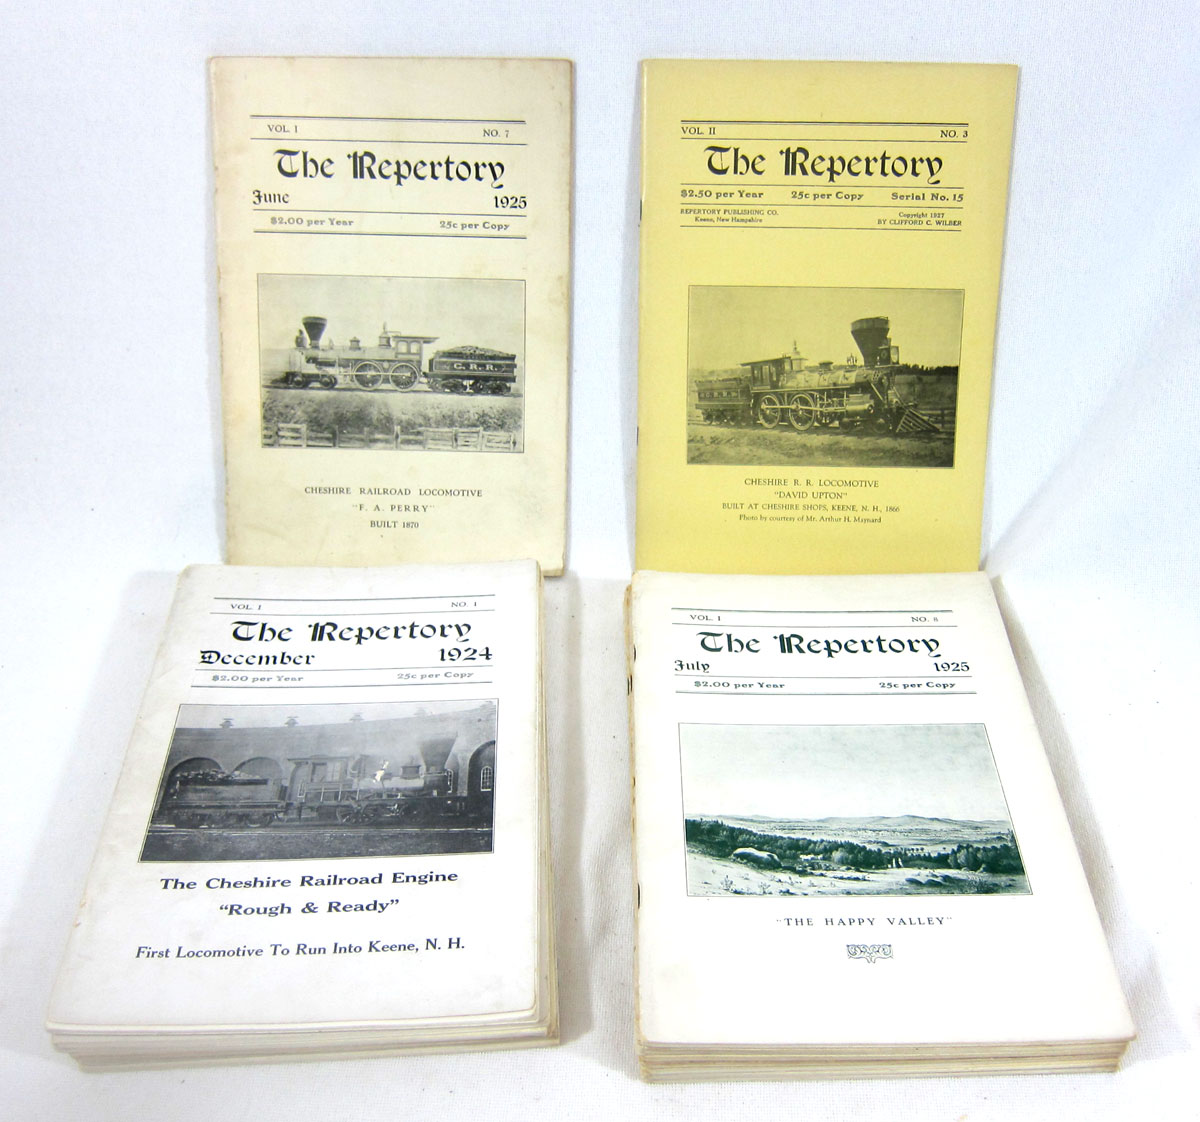 VOL. I NO. 7
The Repertory
June 1925
$2.00 per Year 25c per Copy
C. R. R.
CHESHIRE RAILROAD LOCOMOTIVE
"F. A. PERRY"
BUILT 1870
VOL. II NO. 3
The Repertory
$2.50 per Year 25c per Copy Serial No. 15
REPERTORY PUBLISHING CO. Copyright 1927
Keene, New Hampshire BY CLIFFORD C. WILBER
CHESHIRE R. R. LOCOMOTIVE
"DAVID UPTON"
BUILT AT CHESHIRE SHOPS, KEENE, N. H., 1866
Photo by courtesy of Mr. Arthur H. Maynard
VOL. I NO. 1
The Repertory
December 1924
$2.00 per Year 25c per Copy
The Cheshire Railroad Engine
"Rough & Ready"
First Locomotive To Run Into Keene, N. H.
VOL. I NO. 8
The Repertory
July 1925
$2.00 per Year 25c per Copy
"THE HAPPY VALLEY"